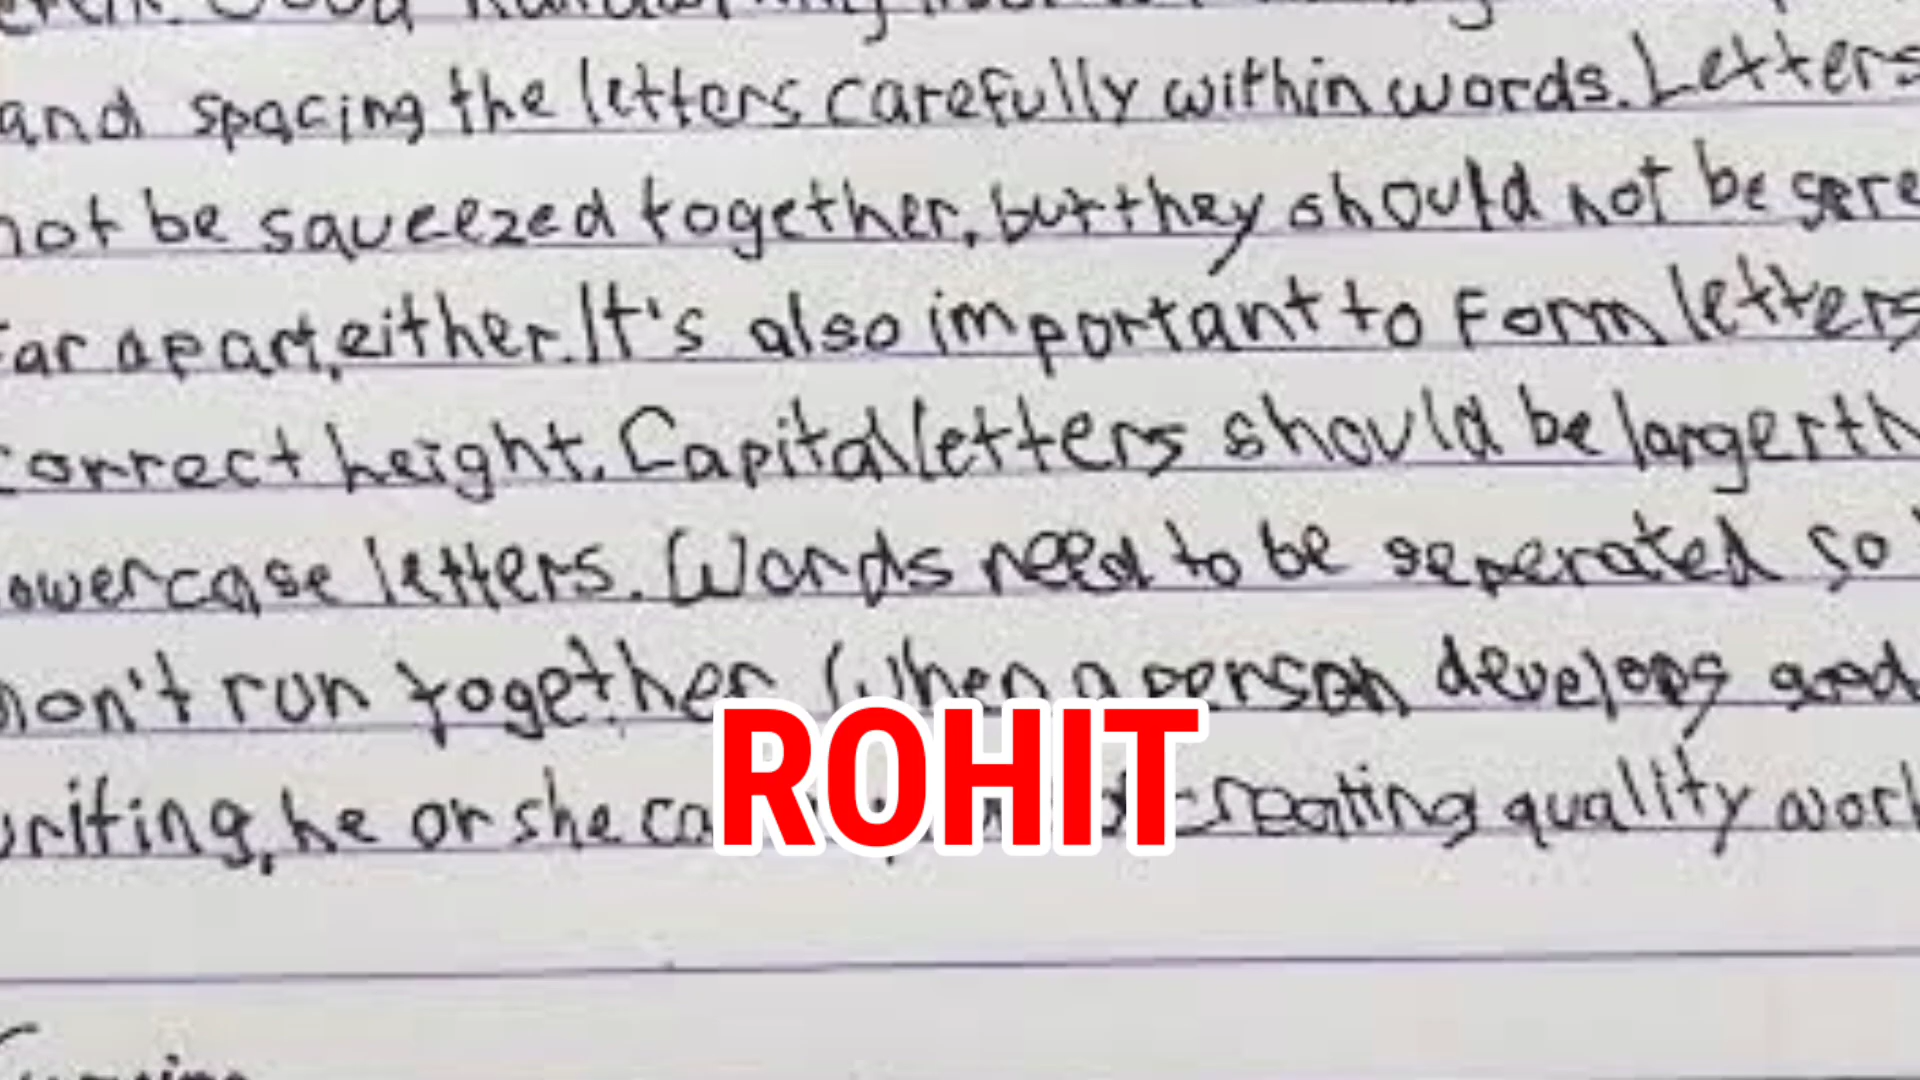 and spacing the letters carefully within words. Letters
not be squeezed together, but they should not be spre
far apart, either. It's also important to form letters
correct height. Capital letters should be larger th
owercase letters. Words need to be seperated so
don't run together. When a person develops good
writing, he or she ca creating quality work
ROHIT